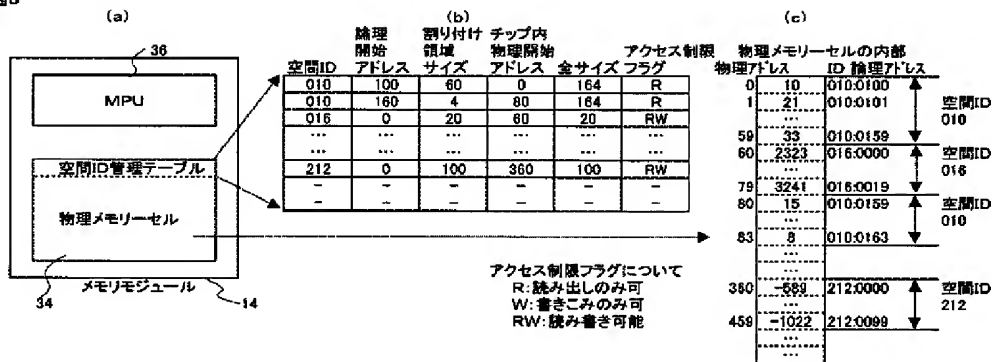 (a)
36
MPU
空間ID管理テーブル
物理メモリーセル
34
メモリモジュール
14
(b)
論理 割り付け チップ内
開始 領域 物理開始 アクセス制限
空間ID アドレス サイズ アドレス 全サイズ フラグ
010 100 60 0 164 R
010 160 4 80 164 R
016 0 20 60 20 RW
… … … … … …
… … … … … …
212 0 100 360 100 RW
− − − − − −
− − − − − −
アクセス制限フラグについて
R:読み出しのみ可
W:書きこみのみ可
RW:読み書き可能
(c)
物理メモリーセルの内部
物理アドレス ID 論理アドレス
0 10 010:0100
1 21 010:0101
…
59 33 010:0159
空間ID
010
60 2323 016:0000
…
79 3241 016:0019
空間ID
016
80 15 010:0159
…
83 8 010:0163
空間ID
010
…
…
360 -589 212:0000
…
459 -1022 212:0099
空間ID
212
…
…